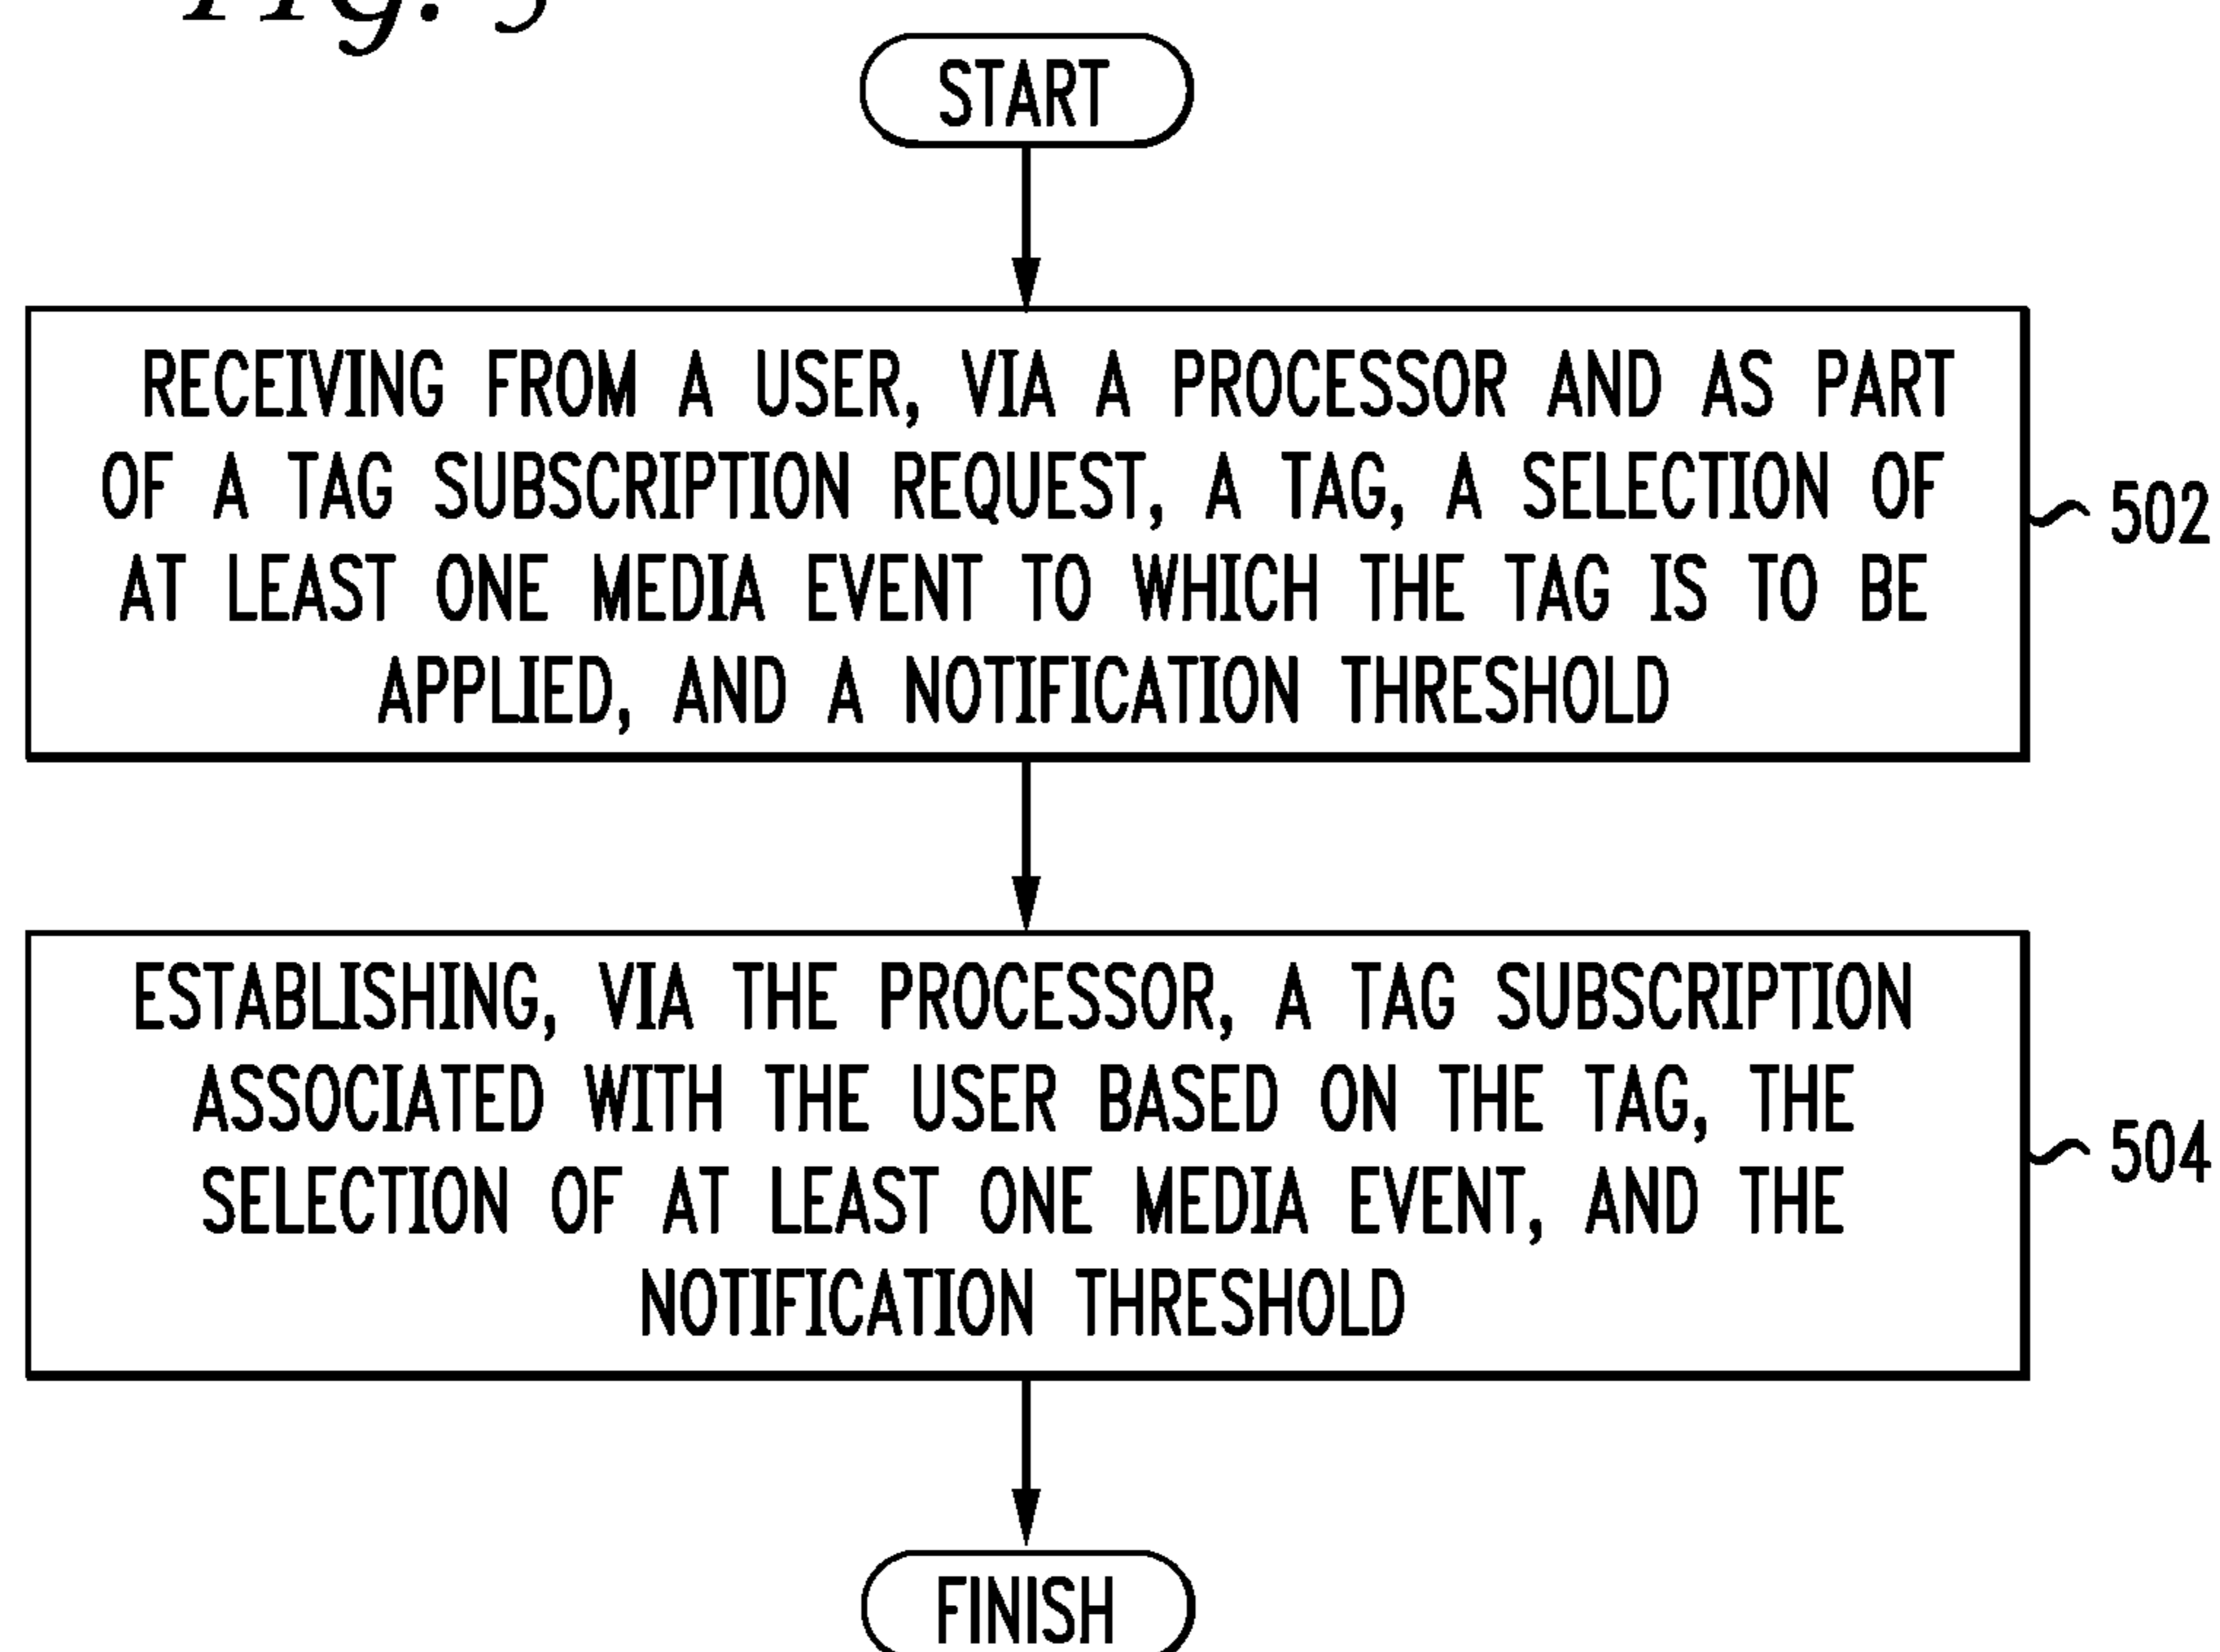 FIG. 5
START
RECEIVING FROM A USER, VIA A PROCESSOR AND AS PART
OF A TAG SUBSCRIPTION REQUEST, A TAG, A SELECTION OF
AT LEAST ONE MEDIA EVENT TO WHICH THE TAG IS TO BE
APPLIED, AND A NOTIFICATION THRESHOLD
502
ESTABLISHING, VIA THE PROCESSOR, A TAG SUBSCRIPTION
ASSOCIATED WITH THE USER BASED ON THE TAG, THE
SELECTION OF AT LEAST ONE MEDIA EVENT, AND THE
NOTIFICATION THRESHOLD
504
FINISH